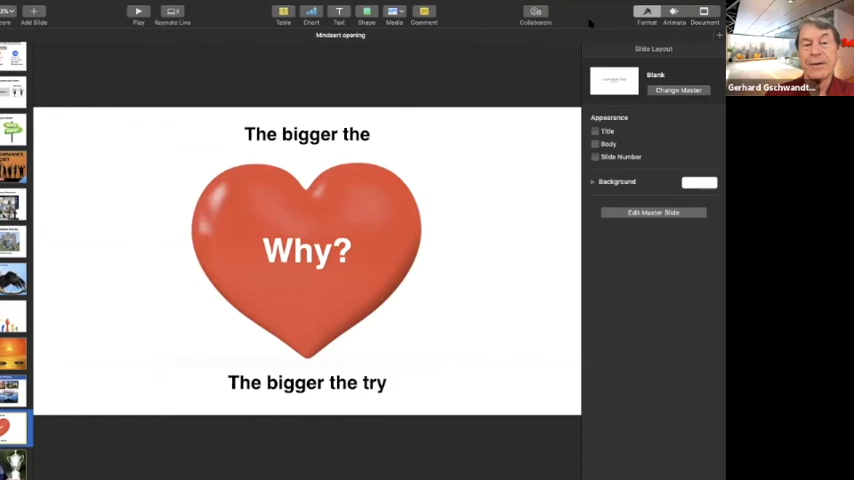 Add Slide
Play
Keynote Live
Table
Chart
Text
Shape
Media
Comment
Collaborate
Format
Animate
Document
Mindset opening
Slide Layout
Blank
Change Master
Appearance
Title
Body
Slide Number
Background
Edit Master Slide
The bigger the
Why?
The bigger the try
Gerhard Gschwandt...